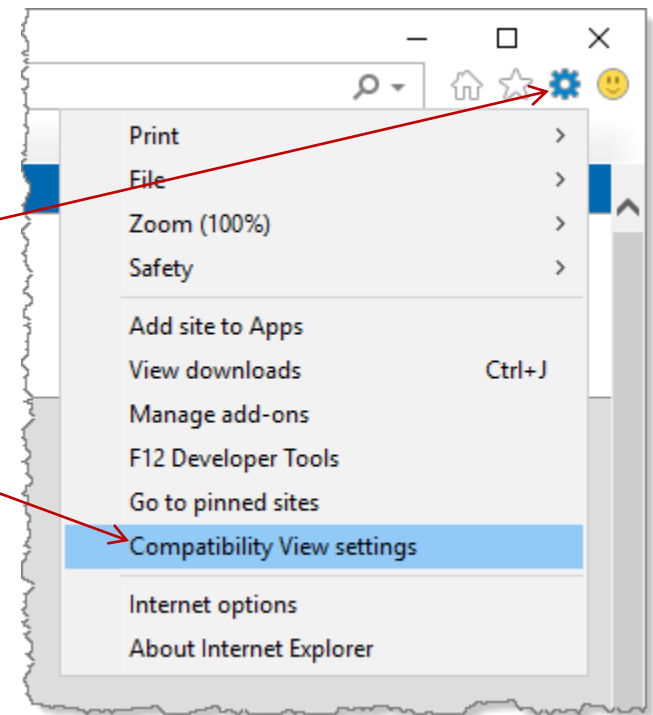 Print
File
Zoom (100%)
Safety
Add site to Apps
View downloads Ctrl+J
Manage add-ons
F12 Developer Tools
Go to pinned sites
Compatibility View settings
Internet options
About Internet Explorer